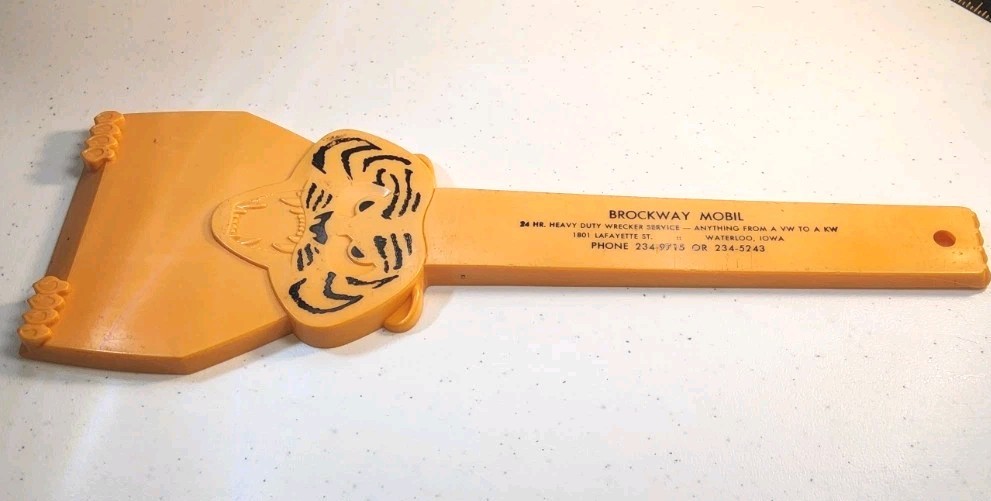 BROCKWAY MOBIL
24 HR. HEAVY DUTY WRECKER SERVICE — ANYTHING FROM A VW TO A KW
1801 LAFAYETTE ST. WATERLOO, IOWA
PHONE 234-9715 OR 234-5243